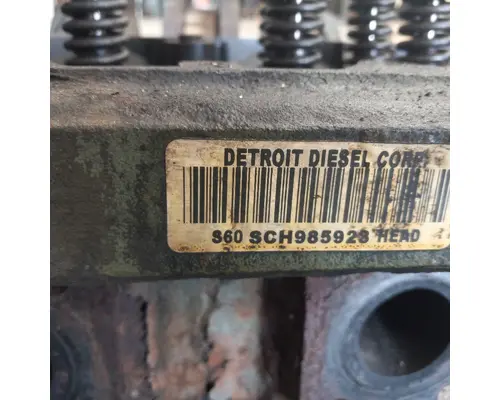 DETROIT DIESEL CORP
S60 SCH985928 HEAD